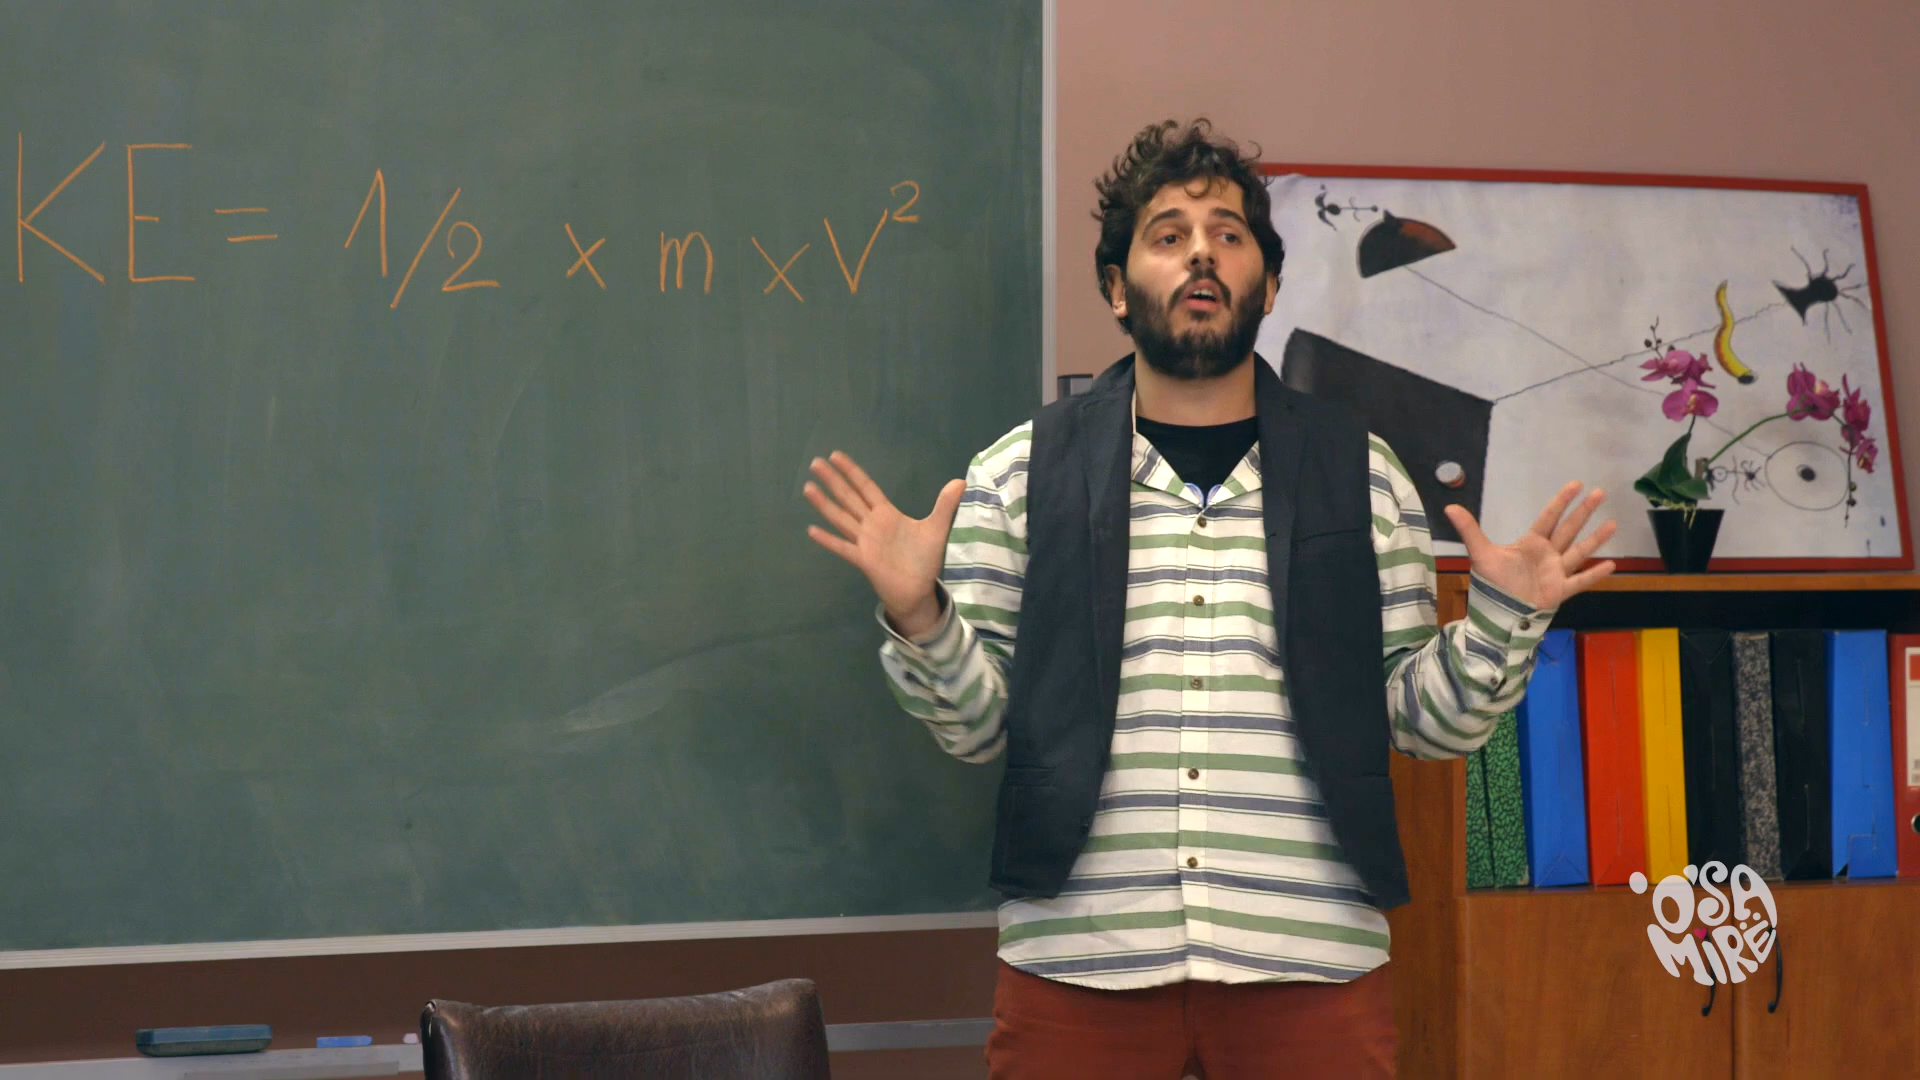 KE = 1/2 x m x V²
O'SA
MIRË